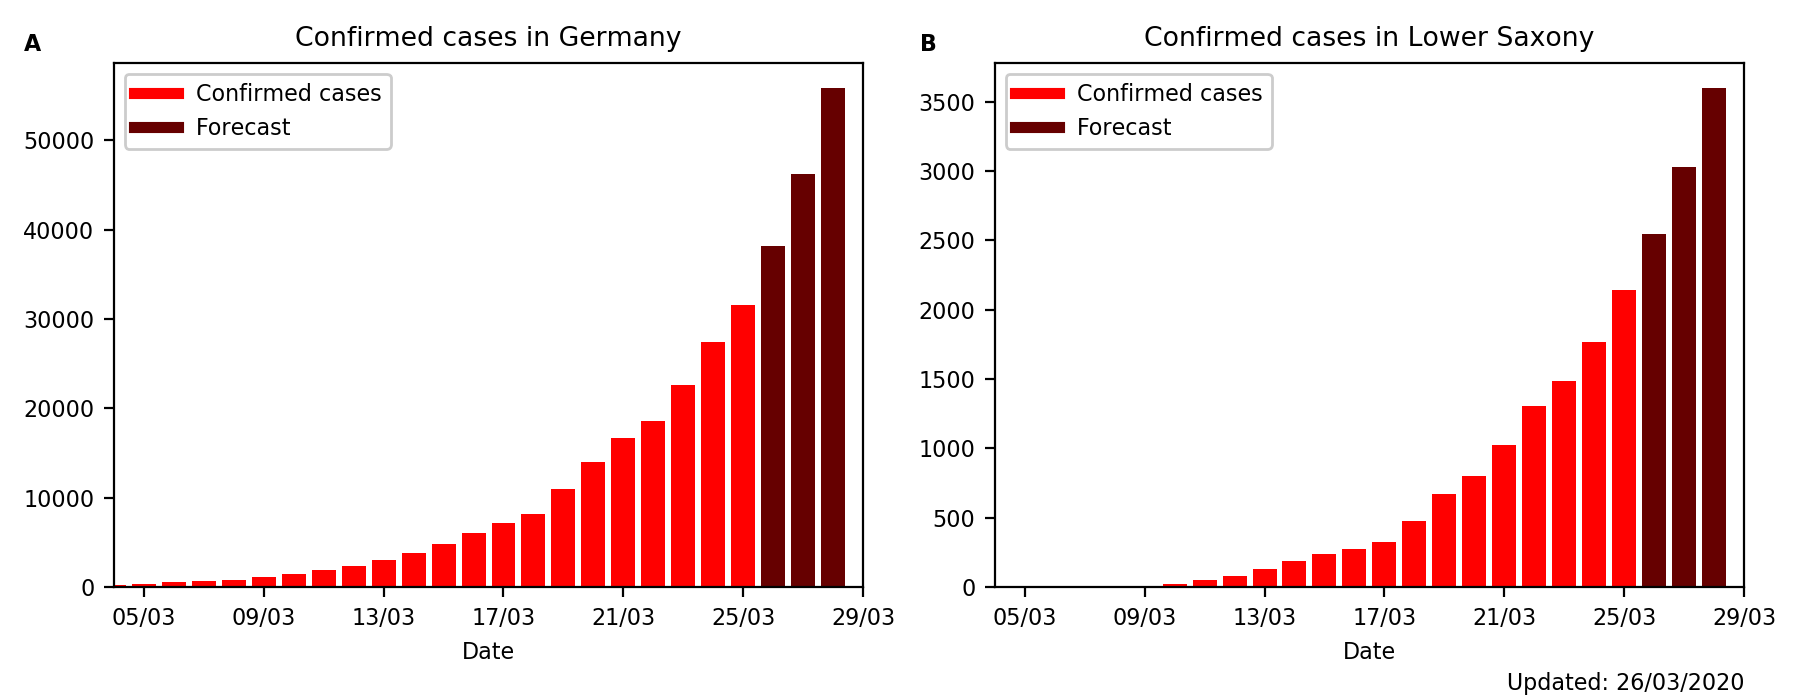 A
Confirmed cases in Germany
Confirmed cases
Forecast
50000
40000
30000
20000
10000
0
05/03 09/03 13/03 17/03 21/03 25/03 29/03
Date
B
Confirmed cases in Lower Saxony
Confirmed cases
Forecast
3500
3000
2500
2000
1500
1000
500
0
05/03 09/03 13/03 17/03 21/03 25/03 29/03
Date
Updated: 26/03/2020